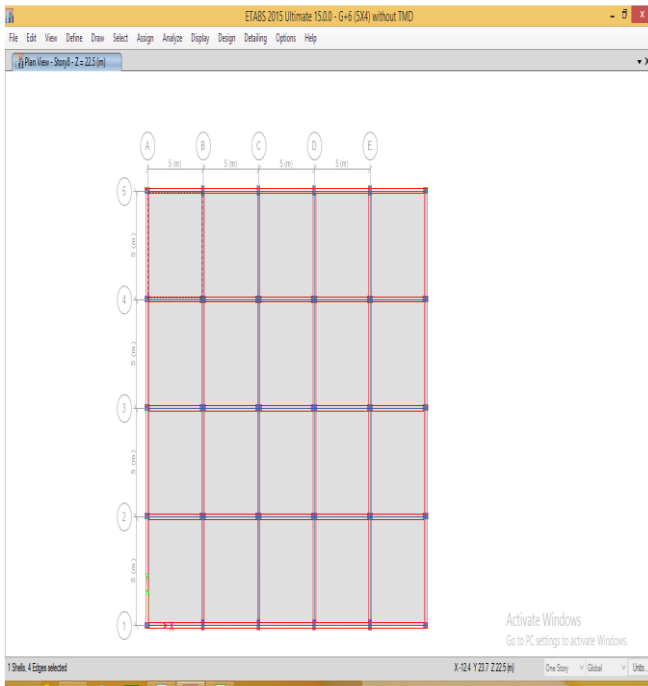 ETABS 2015 Ultimate 15.0.0 - G+6 (5X4) without TMD
File Edit View Define Draw Select Assign Analyze Display Design Detailing Options Help
Plan View - Story8 - Z = 22.5 (m)
A B C D E
5 (m) 5 (m) 5 (m) 5 (m)
5
5 (m)
4
5 (m)
3
5 (m)
2
5 (m)
1
X
Activate Windows
Go to PC settings to activate Windows.
1 Shells, 4 Edges selected X -12.4 Y 23.7 Z 22.5 (m) One Story Global Units...